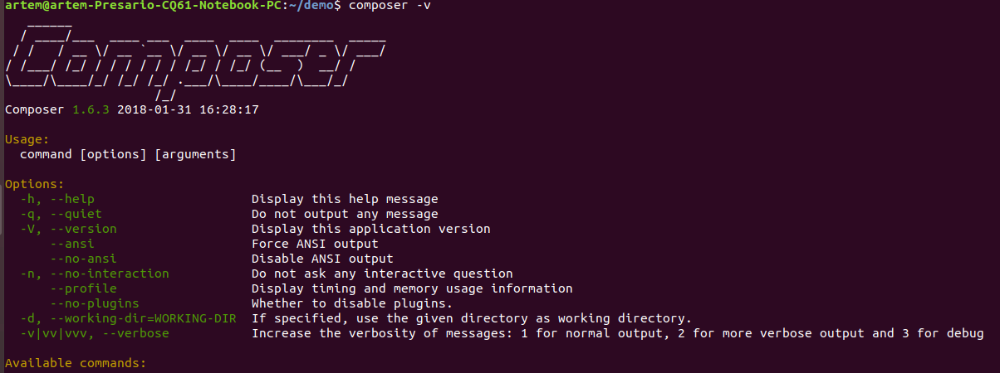 artem@artem-Presario-CQ61-Notebook-PC:~/demo$ composer -v
   ______
  / ____/___  ____ ___  ____  ____  ________  _____
 / /   / __ \/ __ `__ \/ __ \/ __ \/ ___/ _ \/ ___/
/ /___/ /_/ / / / / / / /_/ / /_/ (__  )  __/ /
\____/\____/_/ /_/ /_/ .___/\____/____/\___/_/
                    /_/
Composer 1.6.3 2018-01-31 16:28:17

Usage:
  command [options] [arguments]

Options:
  -h, --help                     Display this help message
  -q, --quiet                    Do not output any message
  -V, --version                  Display this application version
      --ansi                     Force ANSI output
      --no-ansi                  Disable ANSI output
  -n, --no-interaction           Do not ask any interactive question
      --profile                  Display timing and memory usage information
      --no-plugins               Whether to disable plugins.
  -d, --working-dir=WORKING-DIR  If specified, use the given directory as working directory.
  -v|vv|vvv, --verbose           Increase the verbosity of messages: 1 for normal output, 2 for more verbose output and 3 for debug

Available commands: